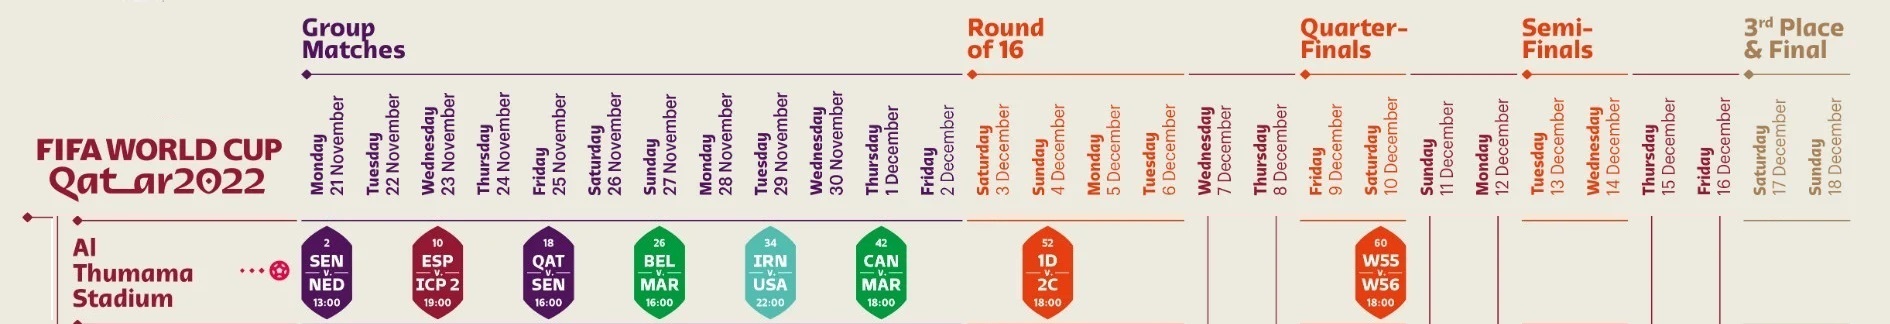 Group
Matches
Round
of 16
Quarter-
Finals
Semi-
Finals
3rd Place
& Final
FIFA WORLD CUP
Qatar2022
Monday
21 November
Tuesday
22 November
Wednesday
23 November
Thursday
24 November
Friday
25 November
Saturday
26 November
Sunday
27 November
Monday
28 November
Tuesday
29 November
Wednesday
30 November
Thursday
1 December
Friday
2 December
Saturday
3 December
Sunday
4 December
Monday
5 December
Tuesday
6 December
Wednesday
7 December
Thursday
8 December
Friday
9 December
Saturday
10 December
Sunday
11 December
Monday
12 December
Tuesday
13 December
Wednesday
14 December
Thursday
15 December
Friday
16 December
Saturday
17 December
Sunday
18 December
Al
Thumama
Stadium
2
SEN
v.
NED
13:00
10
ESP
v.
ICP 2
19:00
18
QAT
v.
SEN
16:00
26
BEL
v.
MAR
16:00
34
IRN
v.
USA
22:00
42
CAN
v.
MAR
18:00
52
1D
v.
2C
18:00
60
W55
v.
W56
18:00